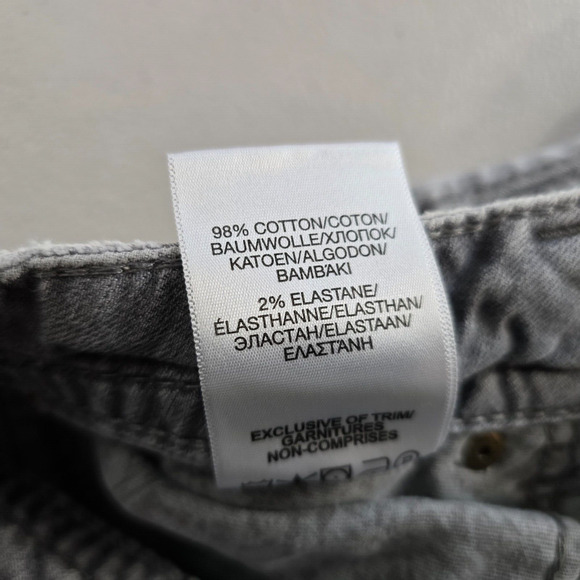 98% COTTON/COTON/
BAUMWOLLE/ХЛОПОК/
KATOEN/ALGODON/
BAMBAKI
2% ELASTANE/
ÉLASTHANNE/ELASTHAN/
ЭЛАСТАН/ELASTAAN/
ΕΛΑΣΤΆΝΗ
EXCLUSIVE OF TRIM/
GARNITURES
NON-COMPRISES